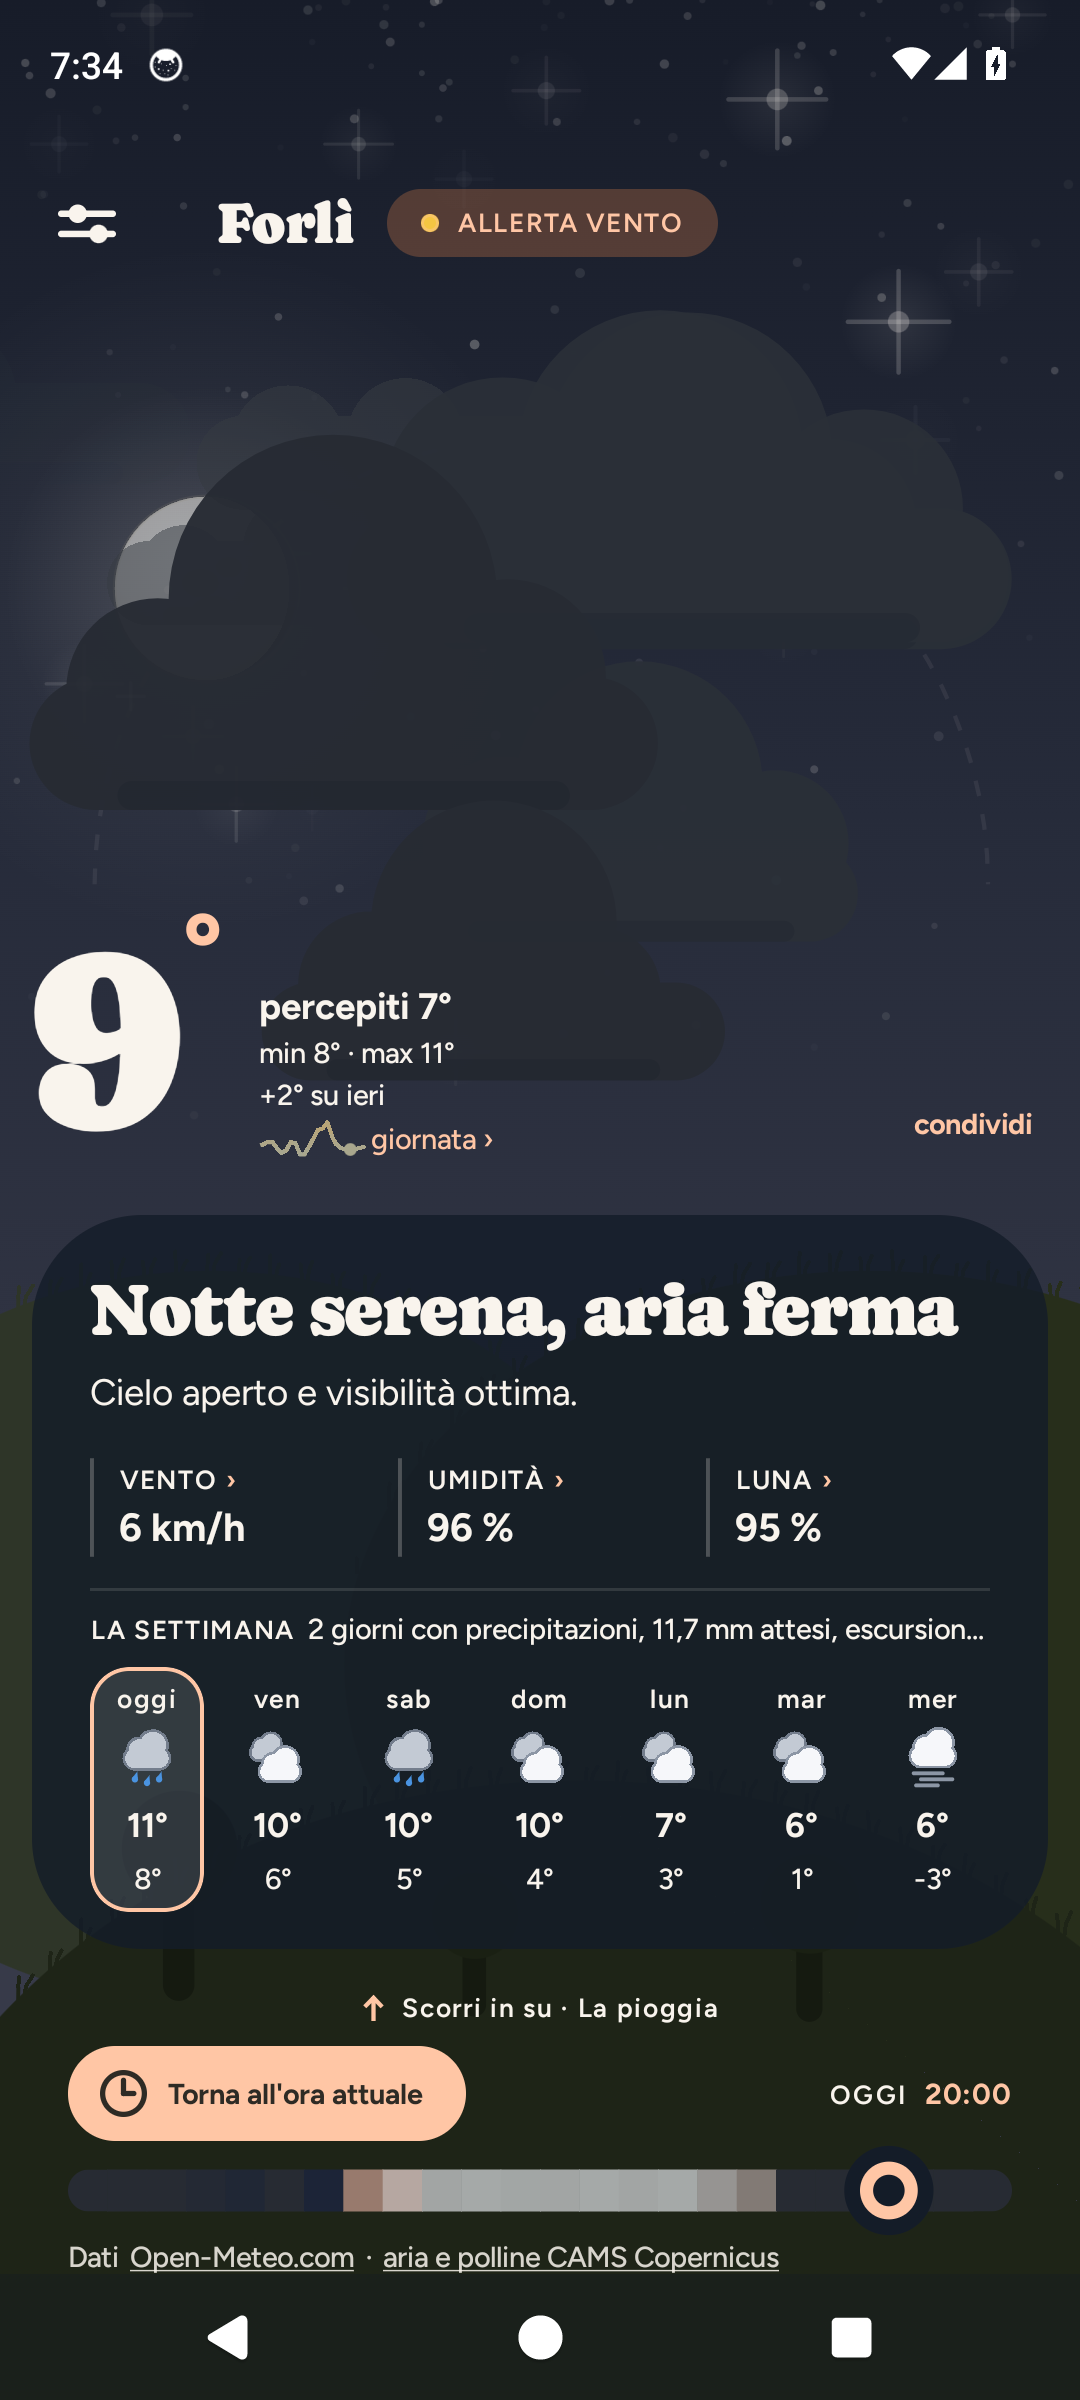 7:34
Forlì
ALLERTA VENTO
9°
percepiti 7°
min 8° · max 11°
+2° su ieri
giornata ›
condividi
Notte serena, aria ferma
Cielo aperto e visibilità ottima.
VENTO › UMIDITÀ › LUNA ›
6 km/h 96 % 95 %
LA SETTIMANA 2 giorni con precipitazioni, 11,7 mm attesi, escursion...
oggi ven sab dom lun mar mer
11° 10° 10° 10° 7° 6° 6°
8° 6° 5° 4° 3° 1° -3°
↑ Scorri in su · La pioggia
Torna all'ora attuale
OGGI 20:00
Dati Open-Meteo.com · aria e polline CAMS Copernicus